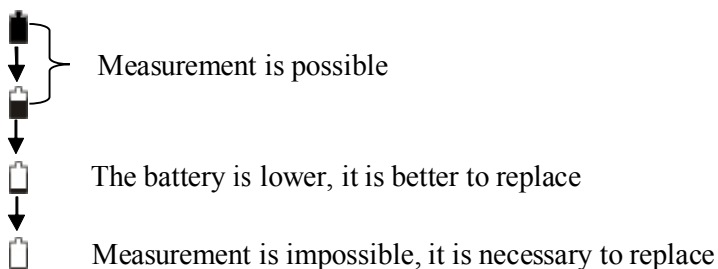 Measurement is possible
The battery is lower, it is better to replace
Measurement is impossible, it is necessary to replace